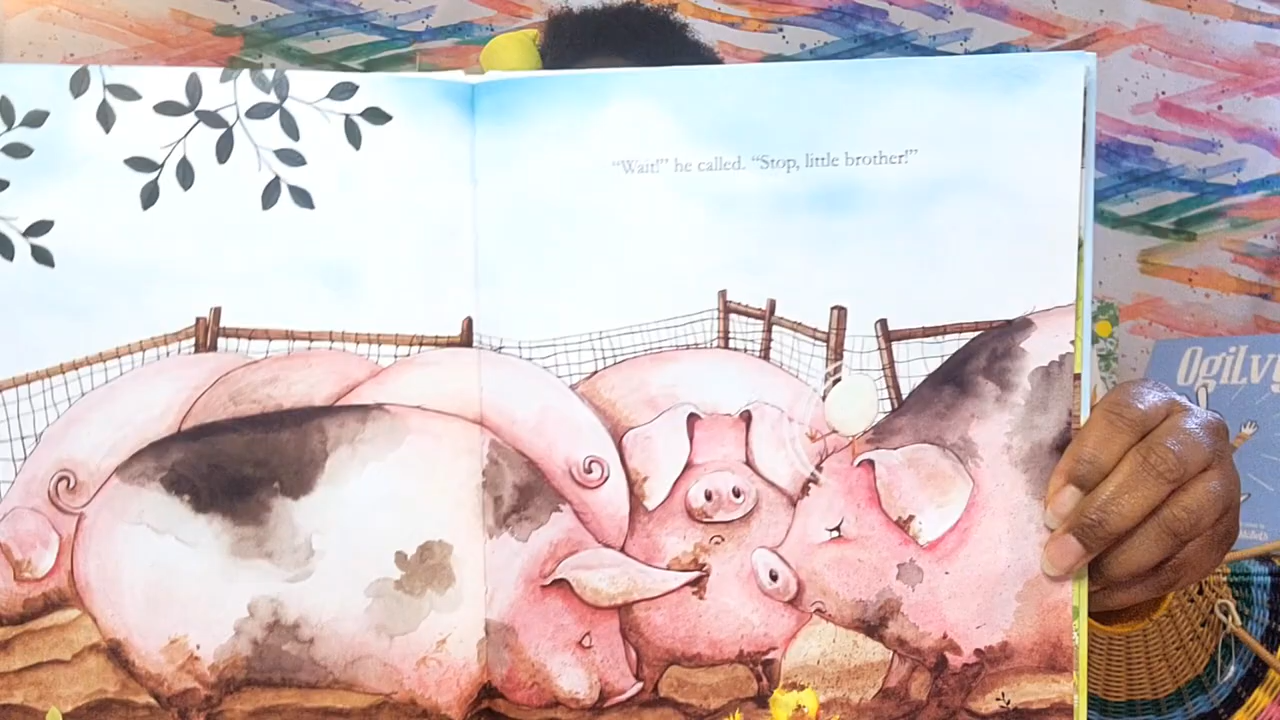 “Wait!” he called. “Stop, little brother!”
Ogilvy